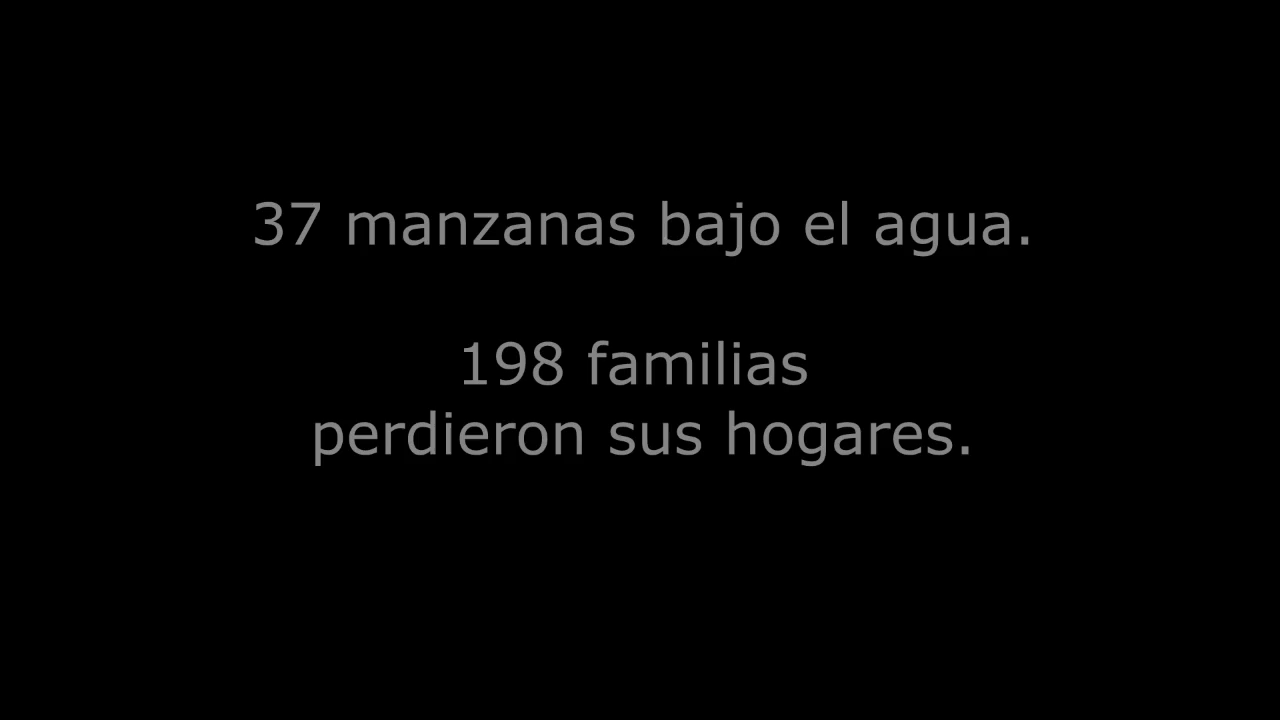 37 manzanas bajo el agua.
198 familias
perdieron sus hogares.